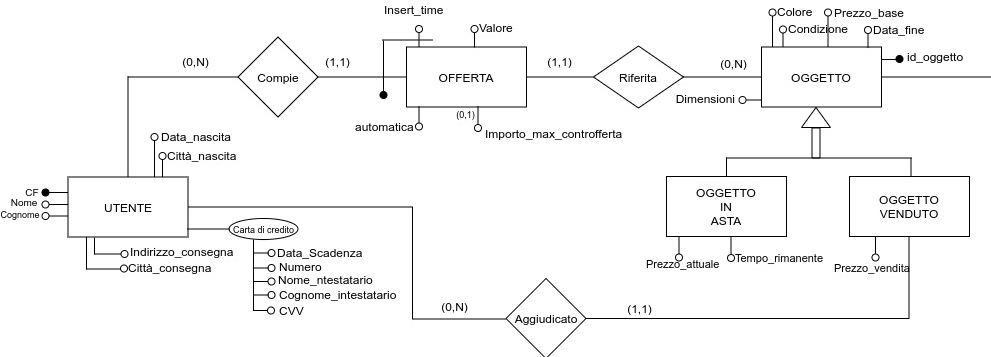 Insert_time
Valore
Colore
Prezzo_base
Condizione
Data_fine
id_oggetto
(0,N)
Compie
(1,1)
OFFERTA
(1,1)
Riferita
(0,N)
OGGETTO
Dimensioni
automatica
(0,1)
Importo_max_controfferta
Data_nascita
Città_nascita
CF
Nome
Cognome
UTENTE
OGGETTO
IN
ASTA
OGGETTO
VENDUTO
Carta di credito
Indirizzo_consegna
Città_consegna
Data_Scadenza
Numero
Nome_ntestatario
Cognome_intestatario
CVV
Prezzo_attuale
Tempo_rimanente
Prezzo_vendita
(0,N)
Aggiudicato
(1,1)